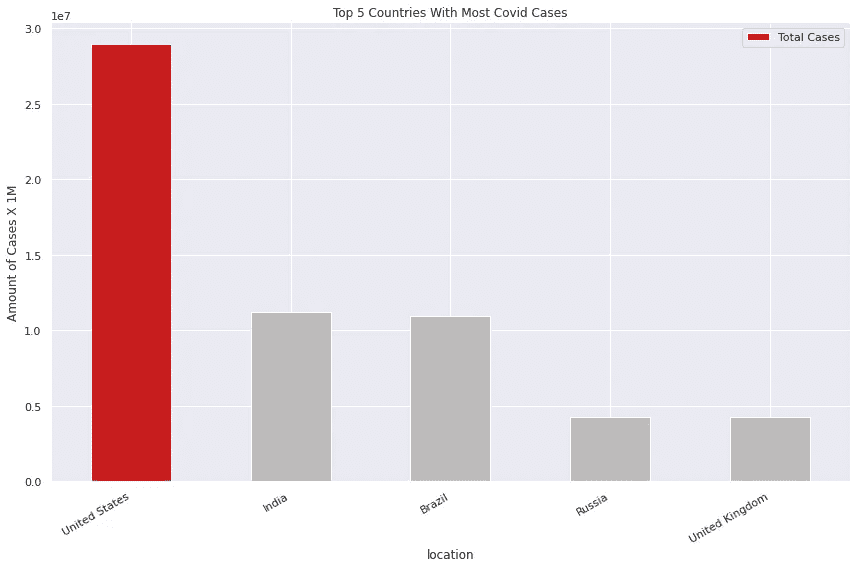 Top 5 Countries With Most Covid Cases
1e7
Total Cases
3.0
2.5
2.0
1.5
1.0
0.5
0.0
Amount of Cases X 1M
United States
India
Brazil
Russia
United Kingdom
location